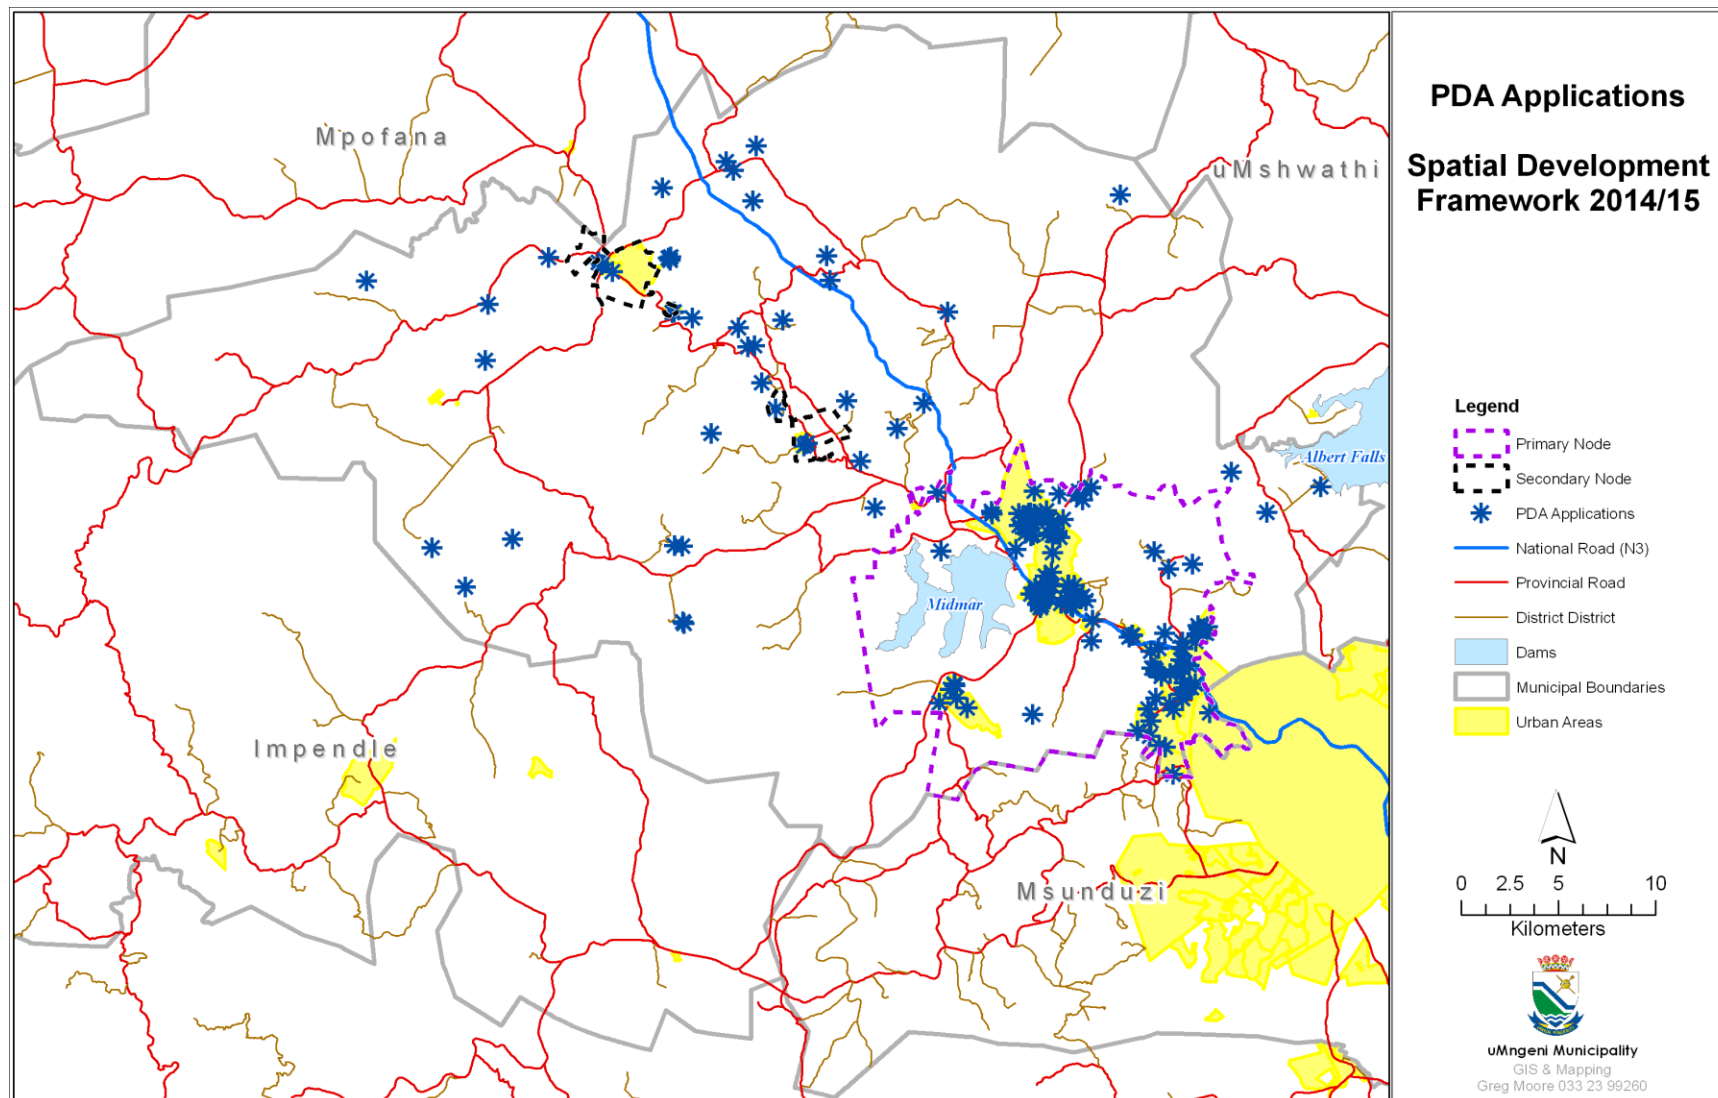 PDA Applications
Spatial Development
Framework 2014/15
Mpofana
uMshwathi
Albert Falls
Midmar
Impendle
Msunduzi
Legend
Primary Node
Secondary Node
PDA Applications
National Road (N3)
Provincial Road
District District
Dams
Municipal Boundaries
Urban Areas
N
0 2.5 5 10
Kilometers
uMngeni Municipality
GIS & Mapping
Greg Moore 033 23 99260